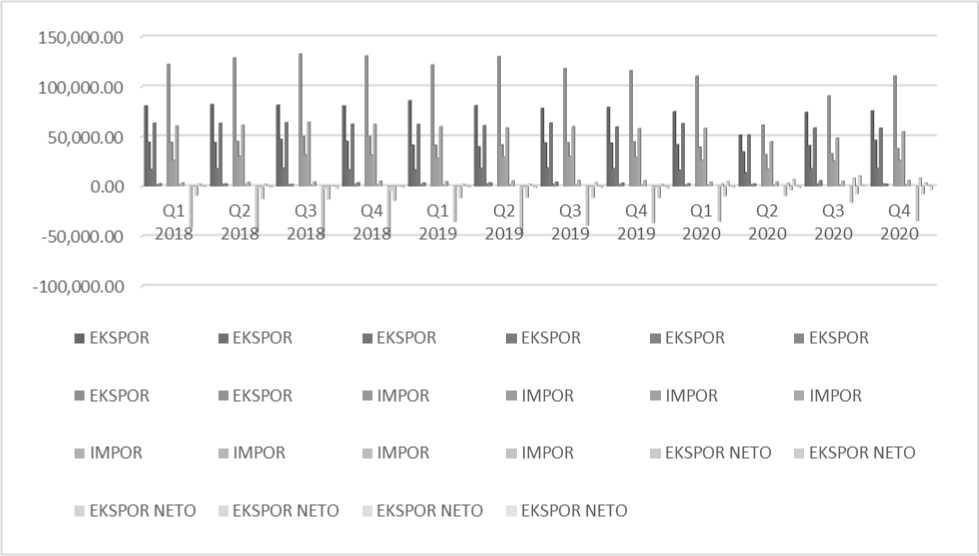 150,000.00
100,000.00
50,000.00
0.00
-50,000.00
-100,000.00
Q1 Q2 Q3 Q4 Q1 Q2 Q3 Q4 Q1 Q2 Q3 Q4
2018 2018 2018 2018 2019 2019 2019 2019 2020 2020 2020 2020
EKSPOR EKSPOR EKSPOR EKSPOR EKSPOR EKSPOR
EKSPOR EKSPOR IMPOR IMPOR IMPOR IMPOR
IMPOR IMPOR IMPOR IMPOR EKSPOR NETO EKSPOR NETO
EKSPOR NETO EKSPOR NETO EKSPOR NETO EKSPOR NETO